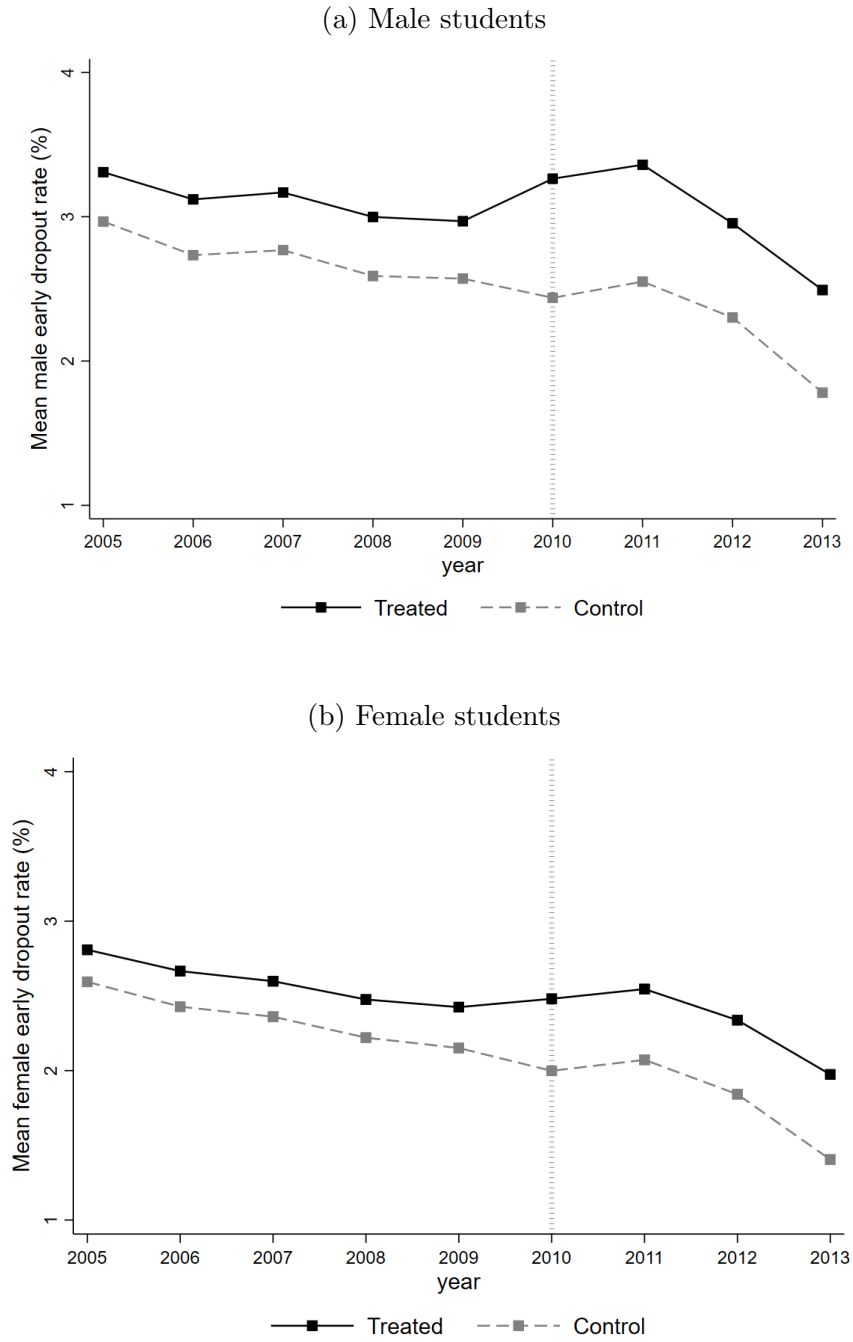 (a) Male students
Mean male early dropout rate (%)
4
3
2
1
2005 2006 2007 2008 2009 2010 2011 2012 2013
year
Treated Control
(b) Female students
Mean female early dropout rate (%)
4
3
2
1
2005 2006 2007 2008 2009 2010 2011 2012 2013
year
Treated Control